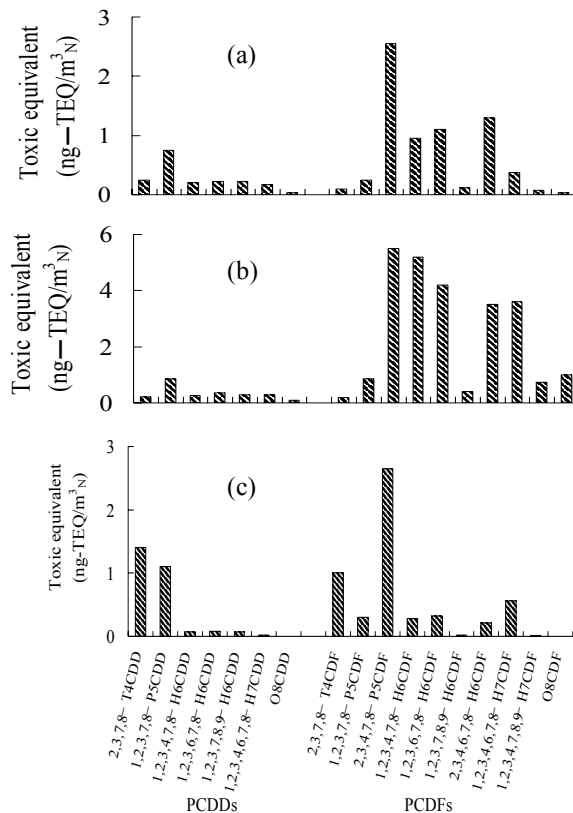 3
(a)
2
1
0
Toxic equivalent
(ng—TEQ/m³N)
6
(b)
4
2
0
Toxic equivalent
(ng—TEQ/m³N)
3
(c)
2
1
0
Toxic equivalent
(ng-TEQ/m³N)
2,3,7,8− T4CDD
1,2,3,7,8− P5CDD
1,2,3,4,7,8− H6CDD
1,2,3,6,7,8− H6CDD
1,2,3,7,8,9− H6CDD
1,2,3,4,6,7,8− H7CDD
O8CDD
2,3,7,8− T4CDF
1,2,3,7,8− P5CDF
2,3,4,7,8− P5CDF
1,2,3,4,7,8− H6CDF
1,2,3,6,7,8− H6CDF
1,2,3,7,8,9− H6CDF
2,3,4,6,7,8− H6CDF
1,2,3,4,6,7,8− H7CDF
1,2,3,4,7,8,9− H7CDF
O8CDF
PCDDs
PCDFs